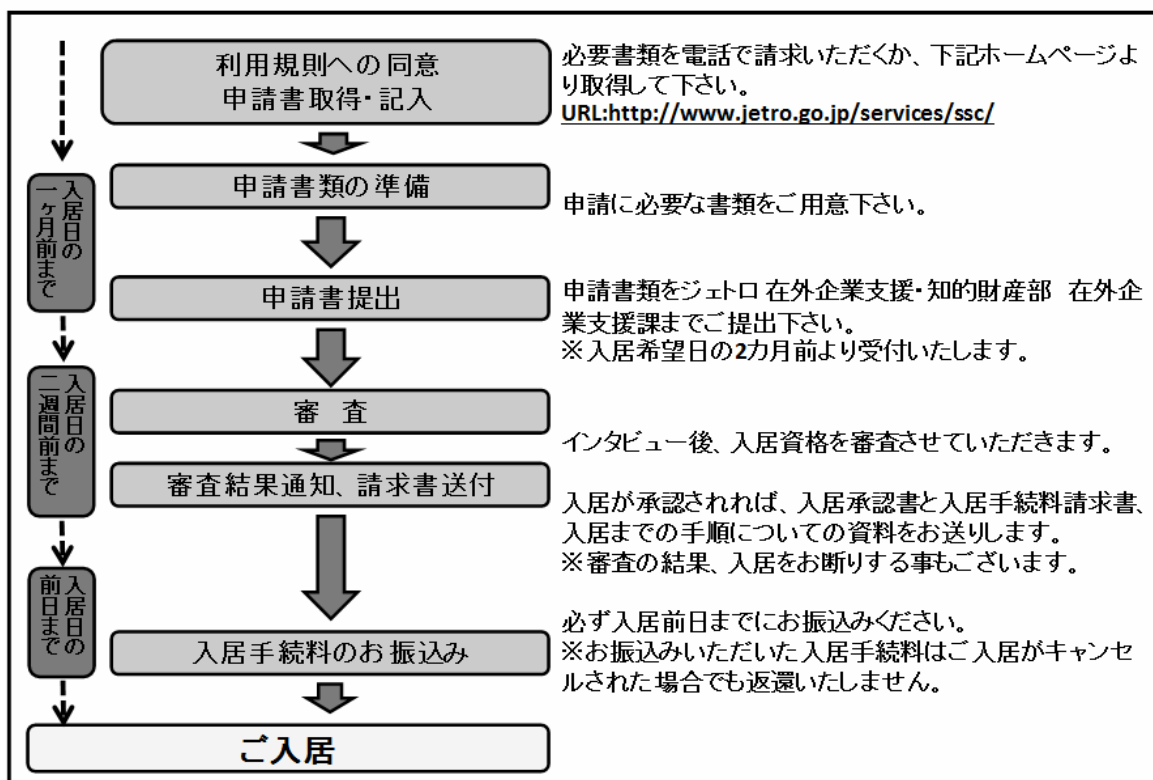 利用規則への同意
申請書取得・記入
必要書類を電話で請求いただくか、下記ホームページよ
り取得して下さい。
URL:http://www.jetro.go.jp/services/ssc/
入居日の
一ヶ月前まで
申請書類の準備
申請に必要な書類をご用意下さい。
申請書提出
申請書類をジェトロ 在外企業支援・知的財産部 在外企
業支援課までご提出下さい。
※入居希望日の2カ月前より受付いたします。
入居日の
二週間前まで
審 査
インタビュー後、入居資格を審査させていただきます。
審査結果通知、請求書送付
入居が承認されれば、入居承認書と入居手続料請求書、
入居までの手順についての資料をお送りします。
※審査の結果、入居をお断りする事もございます。
入居日の
前日まで
入居手続料のお振込み
必ず入居前日までにお振込みください。
※お振込みいただいた入居手続料はご入居がキャンセ
ルされた場合でも返還いたしません。
ご入居